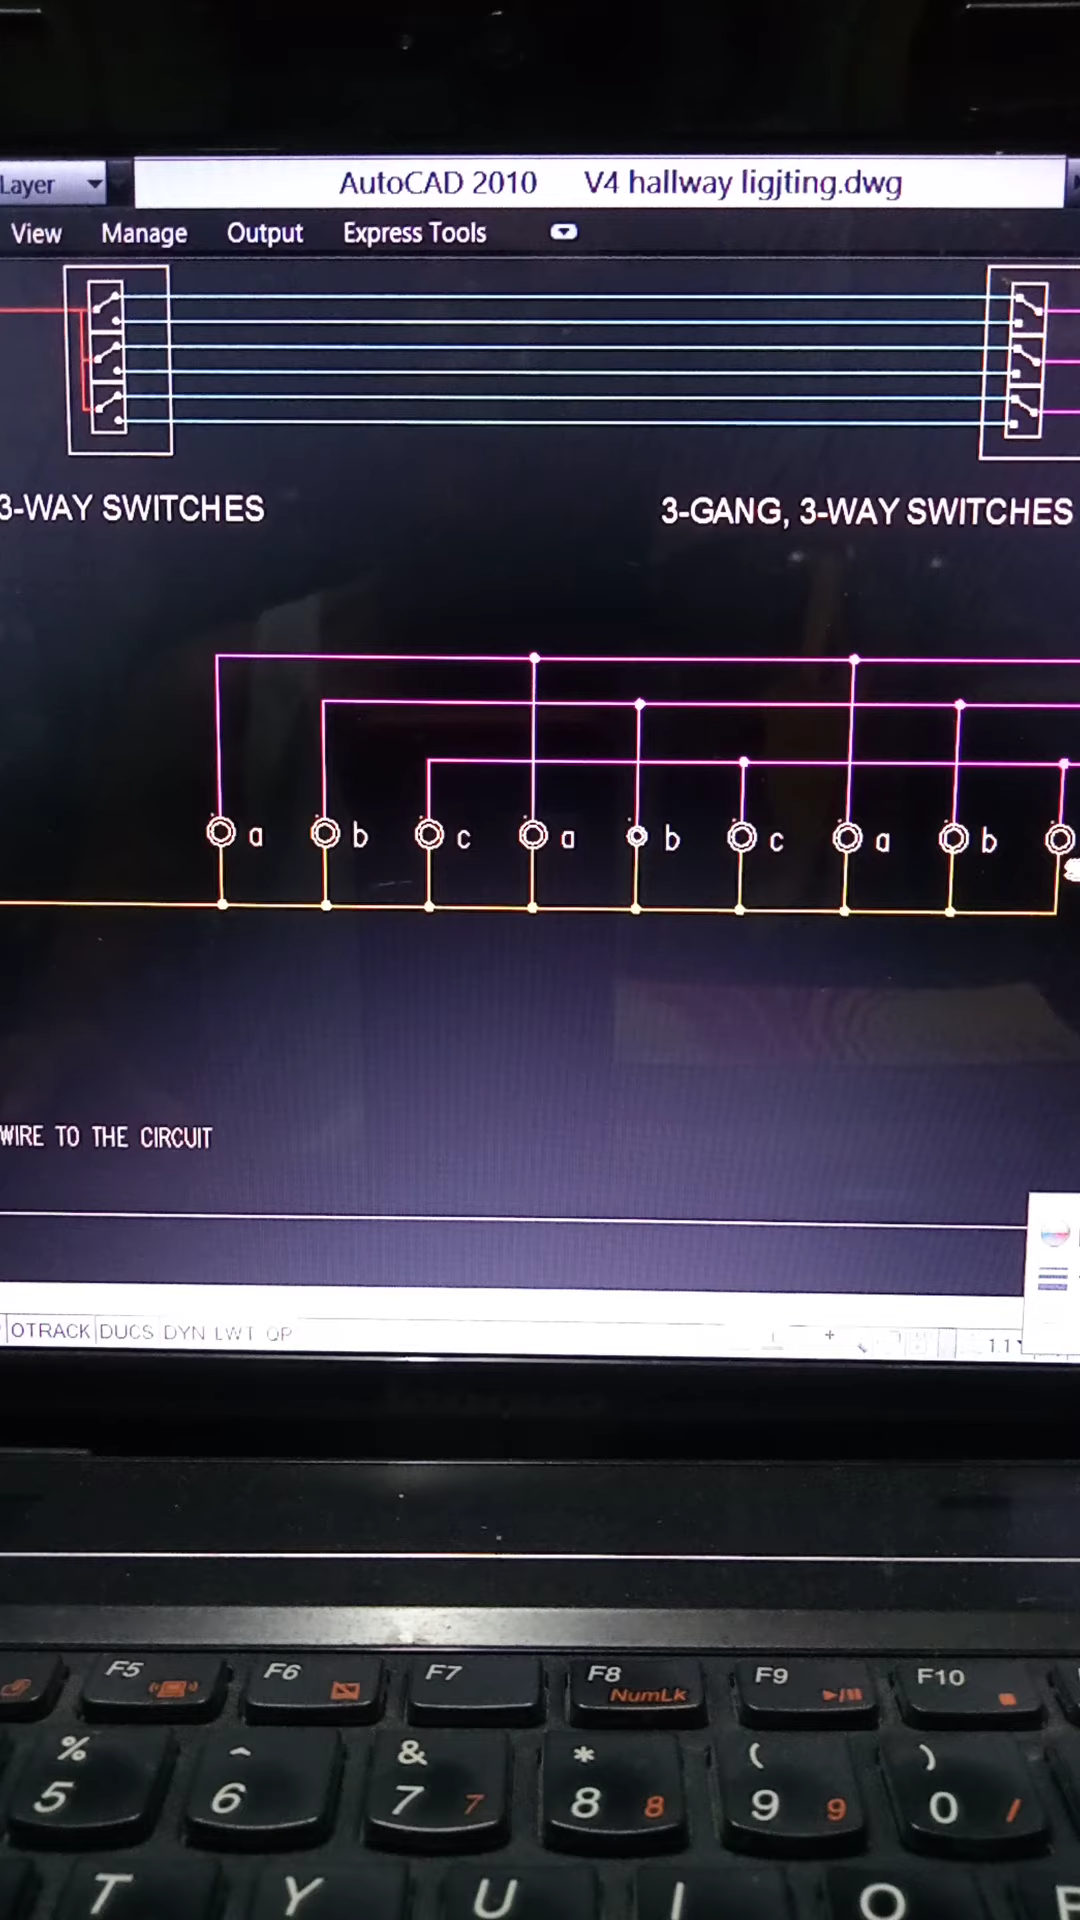 Layer
AutoCAD 2010 V4 hallway ligjting.dwg
View Manage Output Express Tools
3-WAY SWITCHES
3-GANG, 3-WAY SWITCHES
a b c a b c a b
WIRE TO THE CIRCUIT
OTRACK DUCS DYN LWT QP
1.1
F5 F6 F7 F8 F9 F10
NumLk
% ^ & * ( )
5 6 7 7 8 8 9 9 0 /
T Y U I O